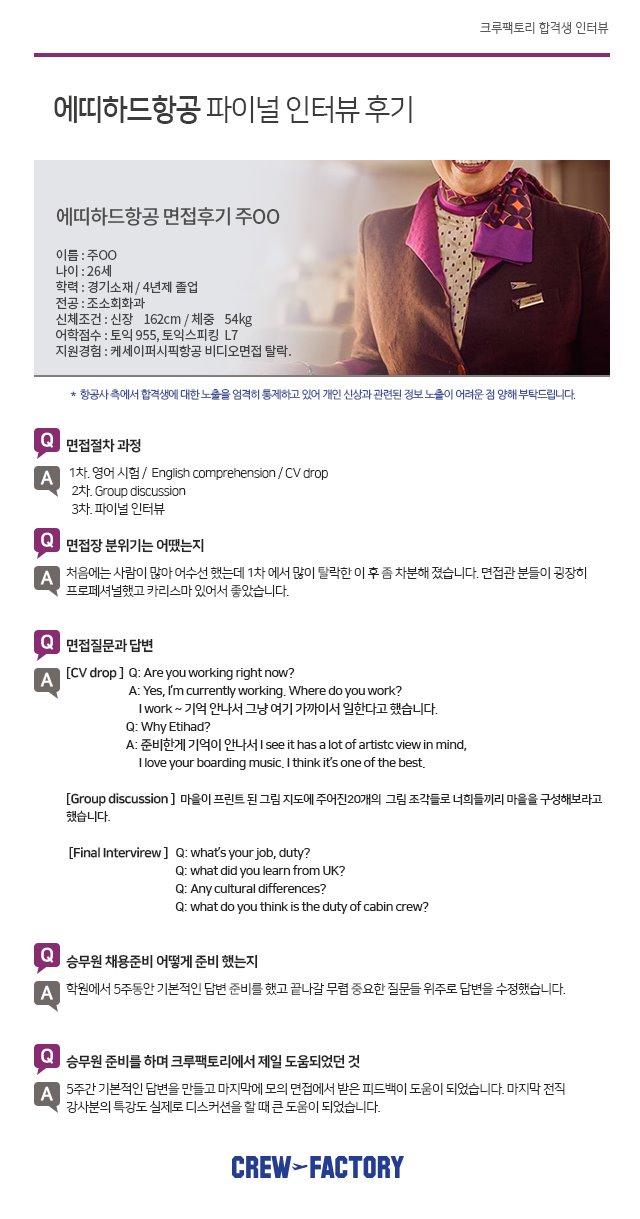 크루팩토리 합격생 인터뷰
에띠하드항공 파이널 인터뷰 후기
에띠하드항공 면접후기 주OO
이름 : 주OO
나이 : 26세
학력 : 경기소재 / 4년제 졸업
전공 : 조소회화과
신체조건 : 신장 162cm / 체중 54kg
어학점수 : 토익 955, 토익스피킹 L7
지원경험 : 케세이퍼시픽항공 비디오면접 탈락.
* 항공사 측에서 합격생에 대한 노출을 엄격히 통제하고 있어 개인 신상과 관련된 정보 노출이 어려운 점 양해 부탁드립니다.
Q 면접절차 과정
A 1차. 영어 시험 / English comprehension / CV drop
2차. Group discussion
3차. 파이널 인터뷰
Q 면접장 분위기는 어땠는지
A 처음에는 사람이 많아 어수선 했는데 1차 에서 많이 탈락한 이 후 좀 차분해 졌습니다. 면접관 분들이 굉장히
프로페셔널했고 카리스마 있어서 좋았습니다.
Q 면접질문과 답변
A [CV drop ] Q: Are you working right now?
A: Yes, I'm currently working. Where do you work?
I work ~ 기억 안나서 그냥 여기 가까이서 일한다고 했습니다.
Q: Why Etihad?
A: 준비한게 기억이 안나서 I see it has a lot of artistc view in mind,
I love your boarding music. I think it's one of the best.
[Group discussion ] 마을이 프린트 된 그림 지도에 주어진20개의 그림 조각들로 너희들끼리 마을을 구성해보라고
했습니다.
[Final Intervirew ] Q: what's your job, duty?
Q: what did you learn from UK?
Q: Any cultural differences?
Q: what do you think is the duty of cabin crew?
Q 승무원 채용준비 어떻게 준비 했는지
A 학원에서 5주동안 기본적인 답변 준비를 했고 끝나갈 무렵 중요한 질문들 위주로 답변을 수정했습니다.
Q 승무원 준비를 하며 크루팩토리에서 제일 도움되었던 것
A 5주간 기본적인 답변을 만들고 마지막에 모의 면접에서 받은 피드백이 도움이 되었습니다. 마지막 전직
강사분의 특강도 실제로 디스커션을 할 때 큰 도움이 되었습니다.
CREW FACTORY